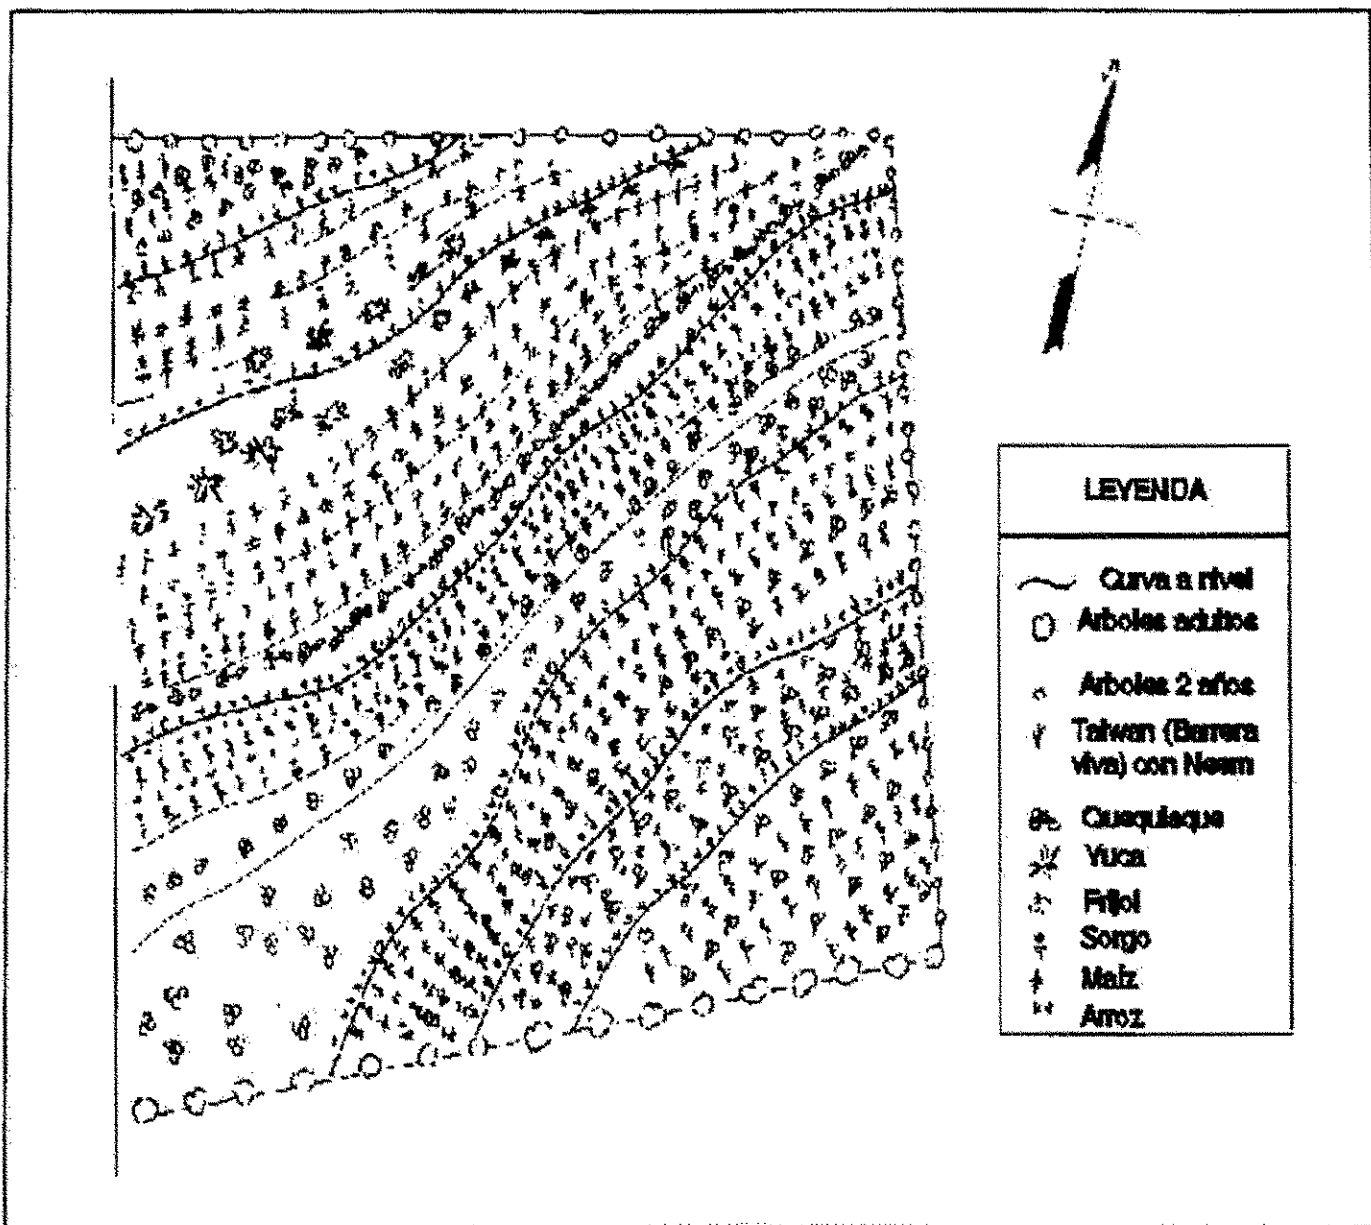 LEYENDA
Curva a nivel
Arboles adultos
Arboles 2 años
Taiwan (Barrera
viva) con Neem
Quequisque
Yuca
Frijol
Sorgo
Maíz
Arroz